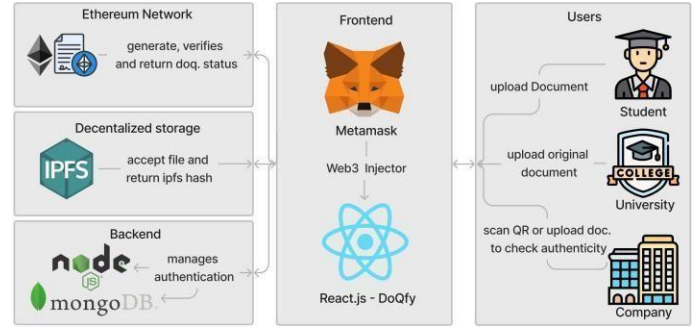 Ethereum Network
generate, verifies
and return doq. status
Decentalized storage
IPFS
accept file and
return ipfs hash
Backend
node
JS
manages
authentication
mongoDB.
Frontend
Metamask
Web3 Injector
React.js - DoQfy
Users
upload Document
Student
upload original
document
COLLEGE
University
scan QR or upload doc.
to check authenticity
Company